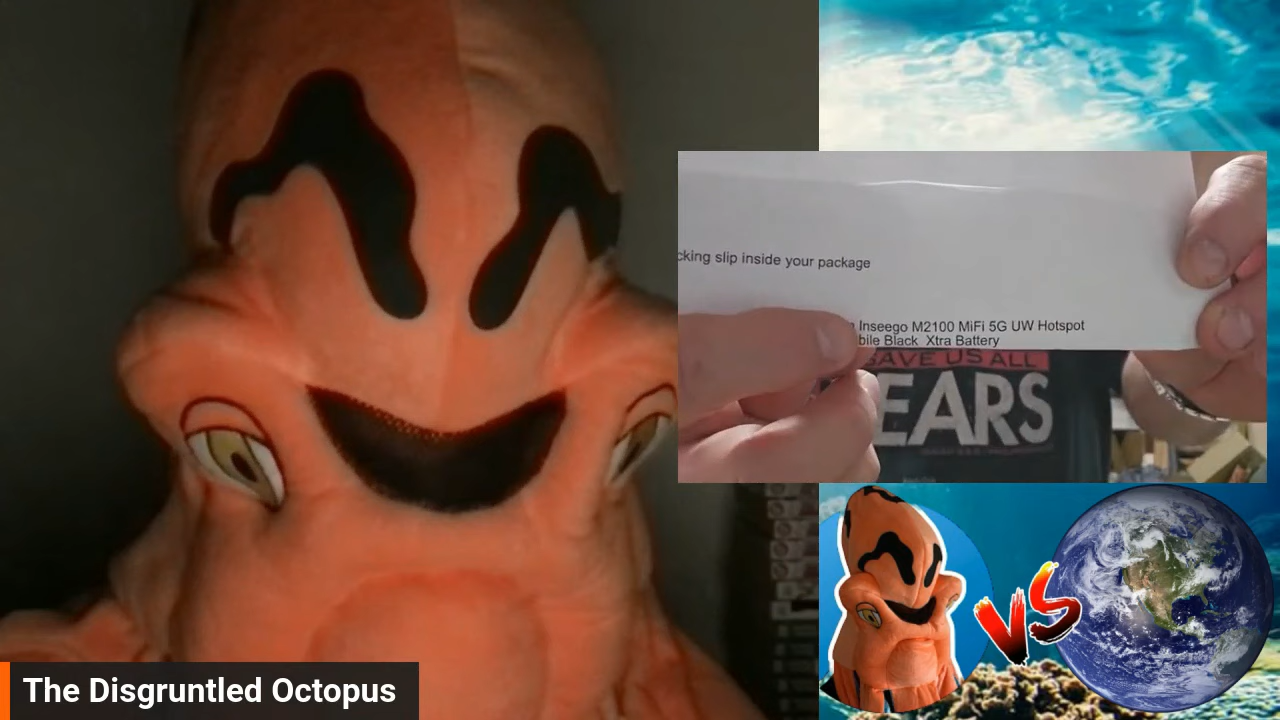 cking slip inside your package
Inseego M2100 MiFi 5G UW Hotspot
bile Black Xtra Battery
SAVE US ALL
EARS
VS
The Disgruntled Octopus